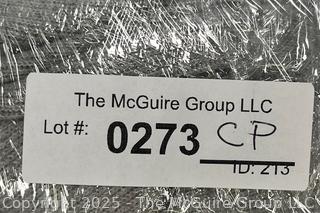 The McGuire Group LLC
Lot #: 0273 CP
ID: 213
Copyright 2025 - The McGuire Group LLC